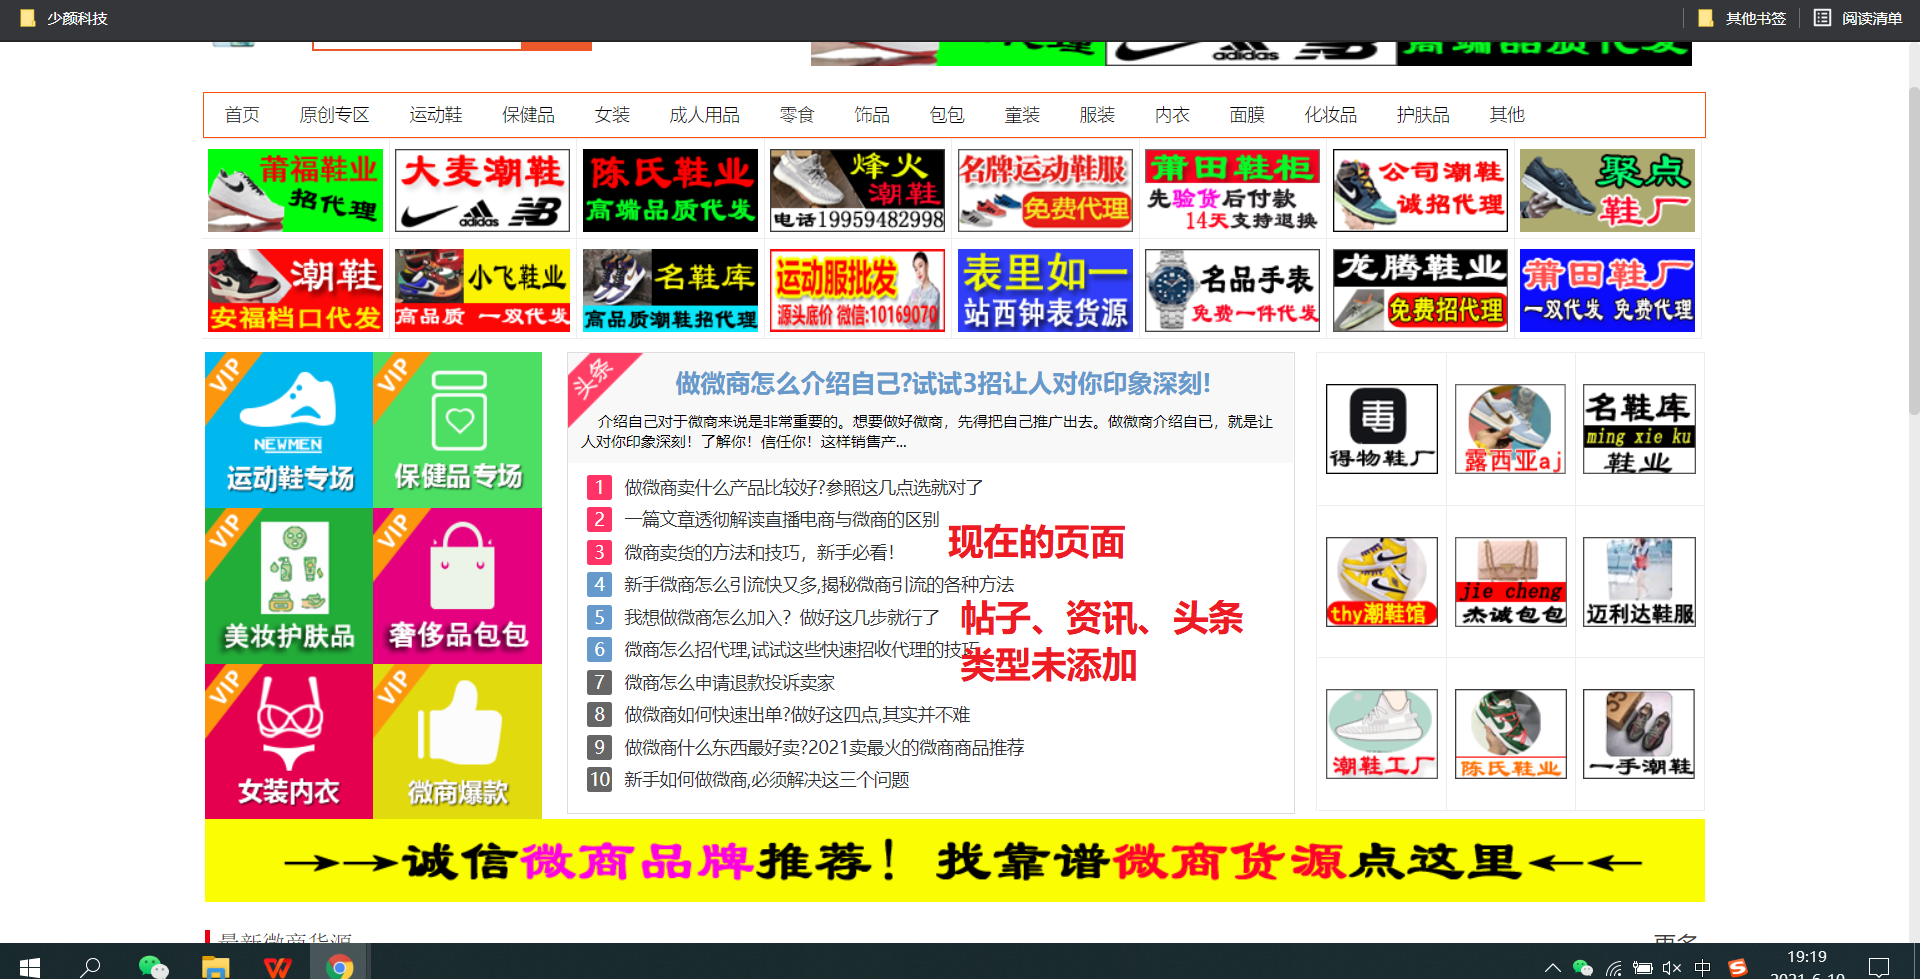 少颜科技
其他书签
阅读清单
代理
adidas
高端品质代发
首页 原创专区 运动鞋 保健品 女装 成人用品 零食 饰品 包包 童装 服装 内衣 面膜 化妆品 护肤品 其他
莆福鞋业
招代理
大麦潮鞋
adidas
陈氏鞋业
高端品质代发
烽火
潮鞋
电话19959482998
名牌运动鞋服
免费代理
莆田鞋柜
先验货后付款
14天支持退换
公司潮鞋
诚招代理
聚点
鞋厂
潮鞋
安福档口代发
小飞鞋业
高品质 一双代发
名鞋库
高品质潮鞋招代理
运动服批发
源头底价 微信:10169070
表里如一
站西钟表货源
名品手表
免费一件代发
龙腾鞋业
免费招代理
莆田鞋厂
一双代发 免费代理
VIP
NEWMEN
运动鞋专场
VIP
保健品专场
VIP
美妆护肤品
VIP
奢侈品包包
VIP
女装内衣
VIP
微商爆款
头条
做微商怎么介绍自己?试试3招让人对你印象深刻!
介绍自己对于微商来说是非常重要的。想要做好微商，先得把自己推广出去。做微商介绍自已，就是让
人对你印象深刻！了解你！信任你！这样销售产...
1 做微商卖什么产品比较好?参照这几点选就对了
2 一篇文章透彻解读直播电商与微商的区别
3 微商卖货的方法和技巧，新手必看！
4 新手微商怎么引流快又多,揭秘微商引流的各种方法
5 我想做微商怎么加入？做好这几步就行了
6 微商怎么招代理,试试这些快速招收代理的技巧
7 微商怎么申请退款投诉卖家
8 做微商如何快速出单?做好这四点,其实并不难
9 做微商什么东西最好卖?2021卖最火的微商商品推荐
10 新手如何做微商,必须解决这三个问题
现在的页面
帖子、资讯、头条
类型未添加
得物鞋厂
露西亚aj
名鞋库
ming xie ku
鞋业
thy潮鞋馆
jie cheng
杰诚包包
迈利达鞋服
潮鞋工厂
陈氏鞋业
一手潮鞋
→→诚信微商品牌推荐！ 找靠谱微商货源点这里←←
最新微商货源
更多
中
19:19
2021-6-10